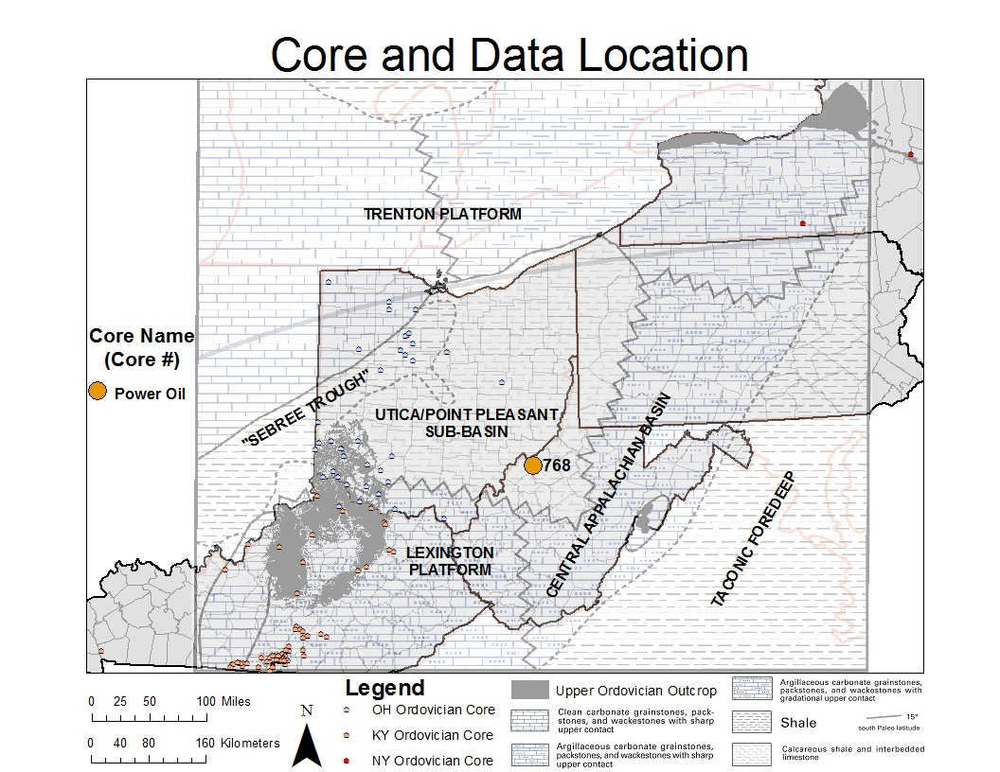 Core and Data Location
TRENTON PLATFORM
Core Name
(Core #)
Power Oil
"SEBREE TROUGH"
UTICA/POINT PLEASANT
SUB-BASIN
768
CENTRAL APPALACHIAN BASIN
TACONIC FOREDEEP
LEXINGTON
PLATFORM
0 25 50 100 Miles
0 40 80 160 Kilometers
N
Legend
OH Ordovician Core
KY Ordovician Core
NY Ordovician Core
Upper Ordovician Outcrop
Clean carbonate grainstones, pack-
stones, and wackestones with sharp
upper contact
Argillaceous carbonate grainstones,
packstones, and wackestones with sharp
upper contact
Argillaceous carbonate grainstones,
packstones, and wackestones with
gradational upper contact
Shale
15°
south Paleo latitude
Calcareous shale and interbedded
limestone